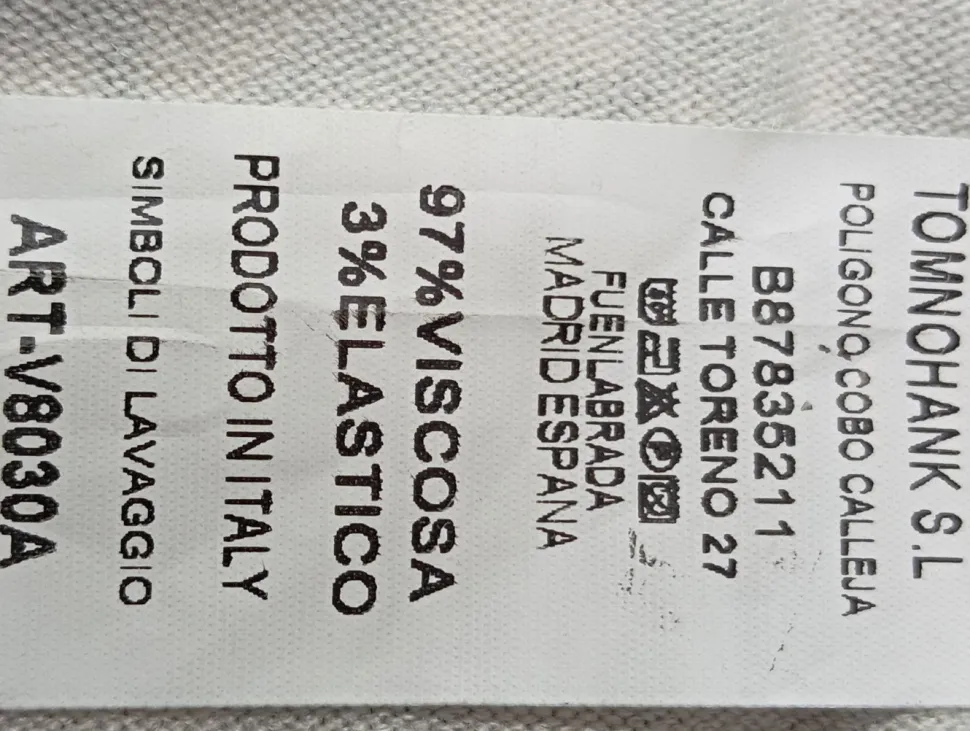 TOMNOHANK S.L
POLIGONO COBO CALLEJA
B87835211
CALLE TORENO 27
FUENLABRADA
MADRID ESPANA
97%VISCOSA
3%ELASTICO
PRODOTTO IN ITALY
SIMBOLI DI LAVAGGIO
ART-V8030A